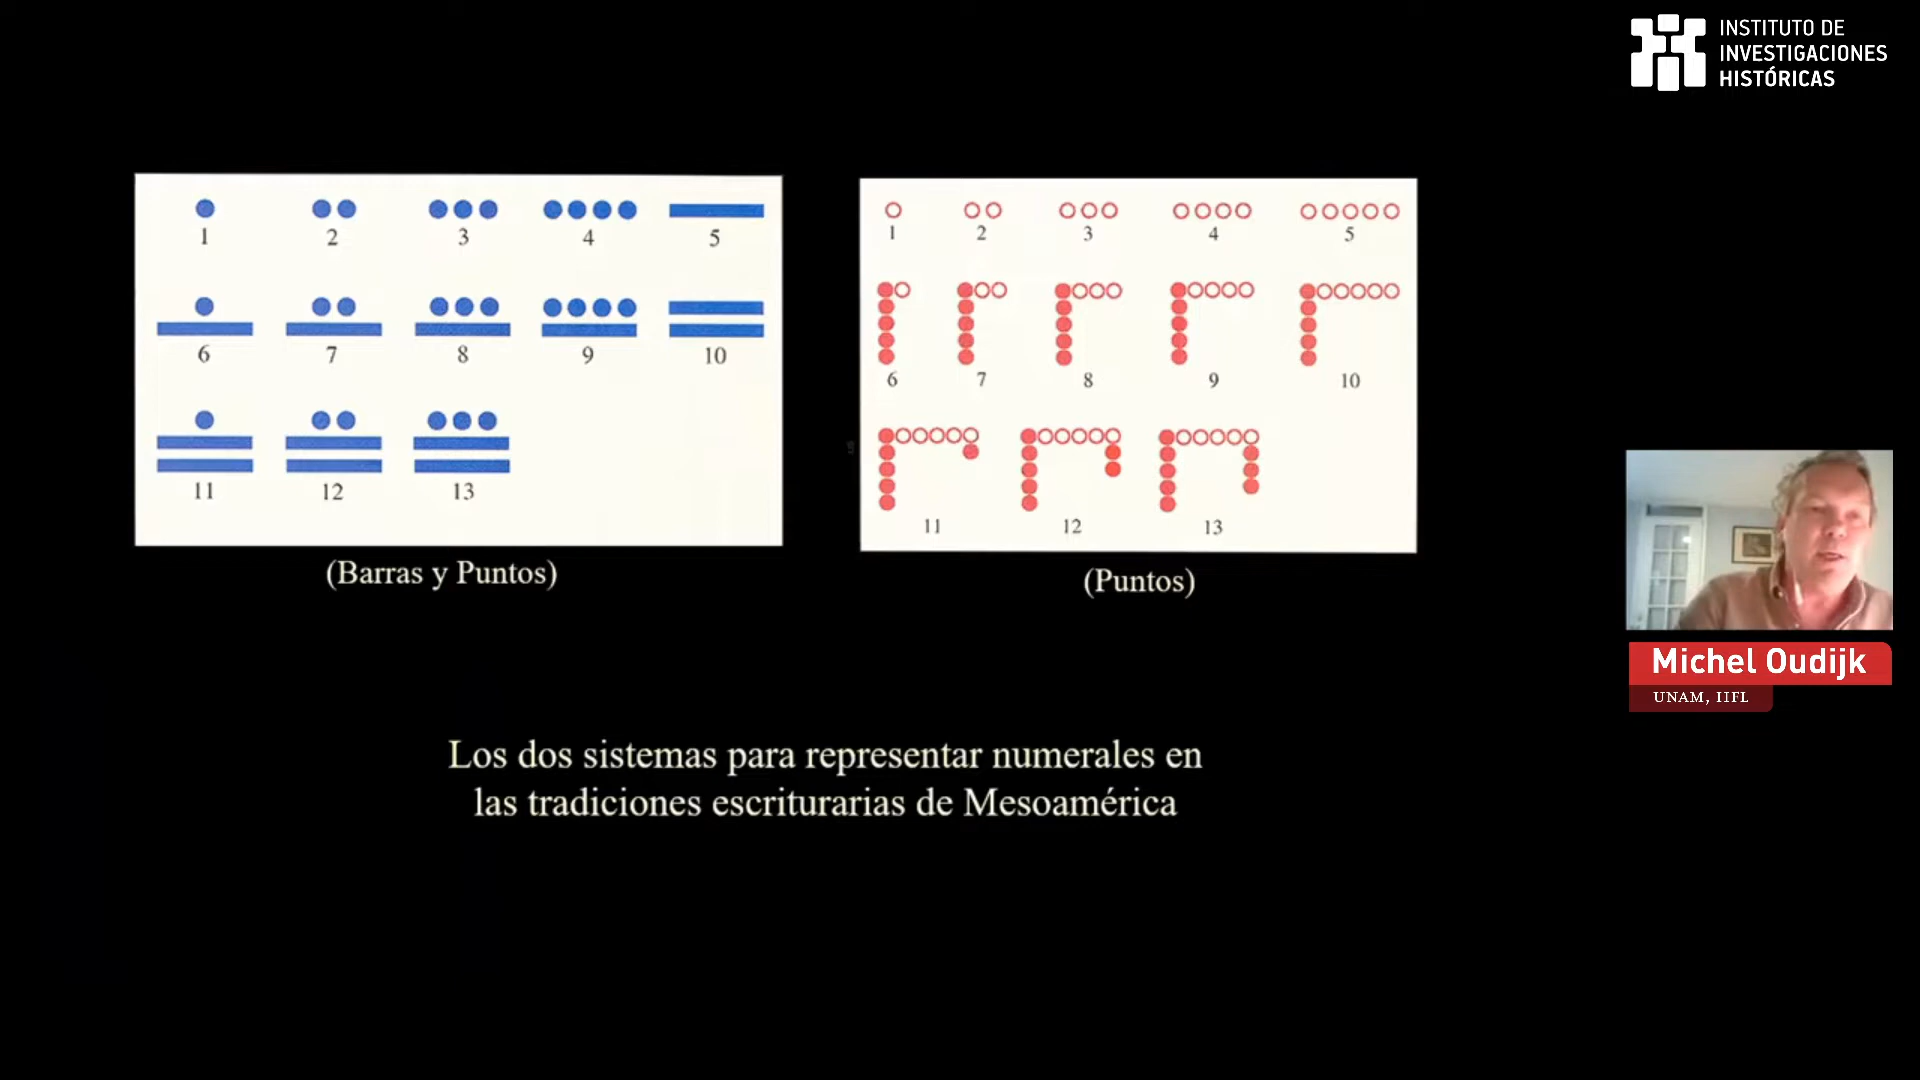 INSTITUTO DE
INVESTIGACIONES
HISTÓRICAS
1 2 3 4 5
6 7 8 9 10
11 12 13
(Barras y Puntos)
1 2 3 4 5
6 7 8 9 10
11 12 13
(Puntos)
Los dos sistemas para representar numerales en
las tradiciones escriturarias de Mesoamérica
Michel Oudijk
UNAM, IIFL